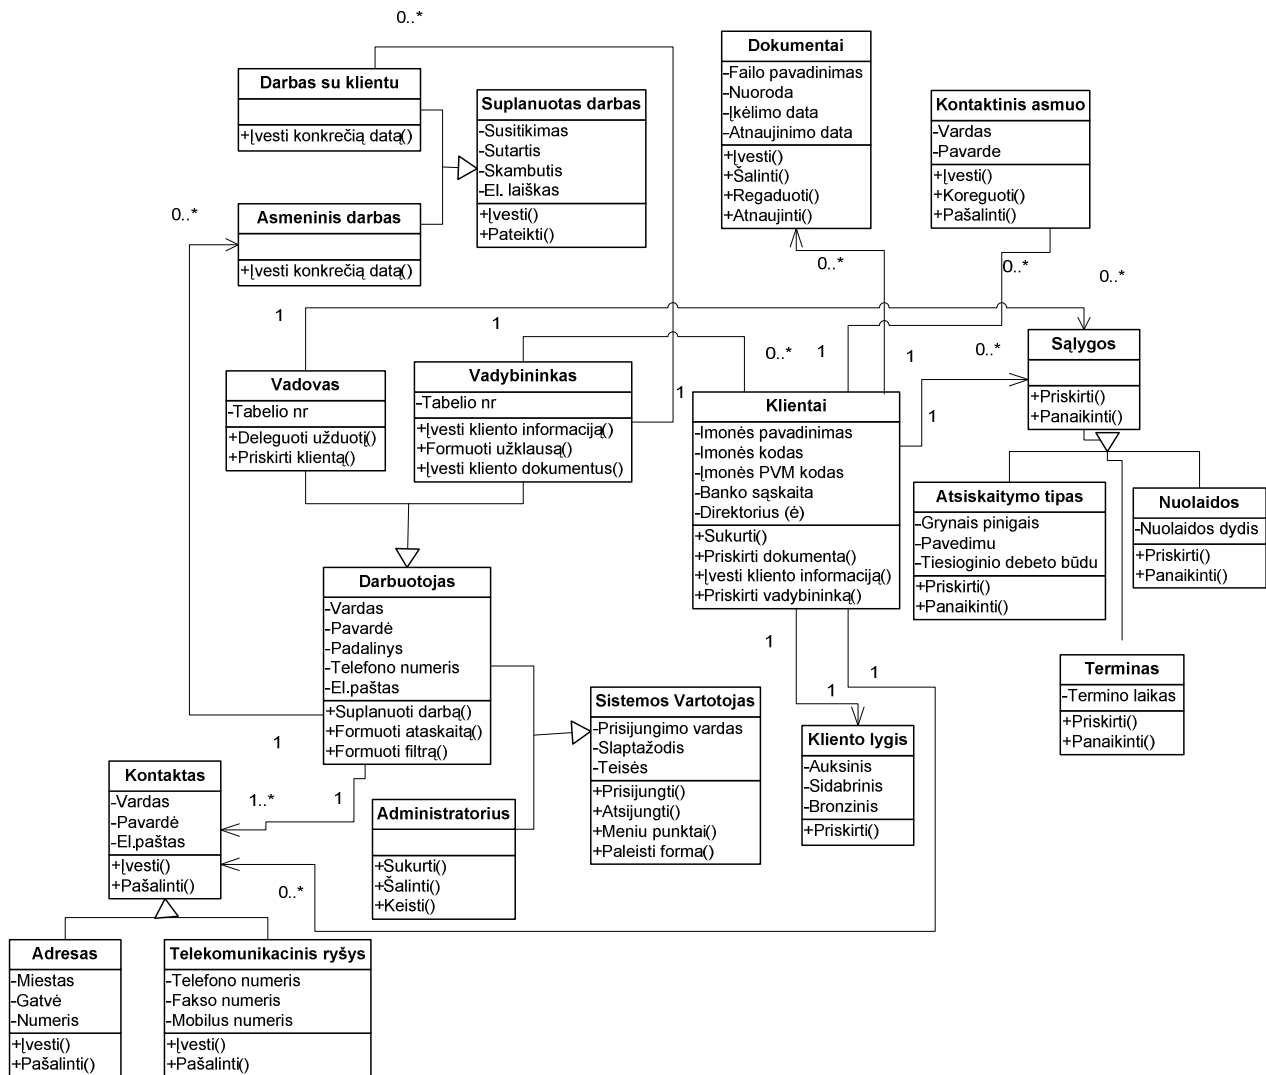 0..*
Darbas su klientu
+Įvesti konkrečią datą()
Suplanuotas darbas
-Susitikimas
-Sutartis
-Skambutis
-El. laiškas
+Įvesti()
+Pateikti()
Dokumentai
-Failo pavadinimas
-Nuoroda
-Įkėlimo data
-Atnaujinimo data
+Įvesti()
+Šalinti()
+Regaduoti()
+Atnaujinti()
Kontaktinis asmuo
-Vardas
-Pavarde
+Įvesti()
+Koreguoti()
+Pašalinti()
0..*
Asmeninis darbas
+Įvesti konkrečią datą()
0..*
0..*
0..*
1
1
0..*
1
1
0..*
1
1
Sąlygos
+Priskirti()
+Panaikinti()
Vadovas
-Tabelio nr
+Deleguoti užduotį()
+Priskirti klientą()
Vadybininkas
-Tabelio nr
+Įvesti kliento informaciją()
+Formuoti užklausą()
+Įvesti kliento dokumentus()
Klientai
-Imonės pavadinimas
-Imonės kodas
-Įmonės PVM kodas
-Banko sąskaita
-Direktorius (ė)
+Sukurti()
+Priskirti dokumenta()
+Įvesti kliento informaciją()
+Priskirti vadybininką()
Atsiskaitymo tipas
-Grynais pinigais
-Pavedimu
-Tiesioginio debeto būdu
+Priskirti()
+Panaikinti()
Nuolaidos
-Nuolaidos dydis
+Priskirti()
+Panaikinti()
Darbuotojas
-Vardas
-Pavardė
-Padalinys
-Telefono numeris
-El.paštas
+Suplanuoti darbą()
+Formuoti ataskaitą()
+Formuoti filtrą()
1
1
1
Terminas
-Termino laikas
+Priskirti()
+Panaikinti()
Sistemos Vartotojas
-Prisijungimo vardas
-Slaptažodis
-Teisės
+Prisijungti()
+Atsijungti()
+Meniu punktai()
+Paleisti forma()
Kliento lygis
-Auksinis
-Sidabrinis
-Bronzinis
+Priskirti()
1
Kontaktas
-Vardas
-Pavardė
-El.paštas
+Įvesti()
+Pašalinti()
1..*
1
0..*
Administratorius
+Sukurti()
+Šalinti()
+Keisti()
Adresas
-Miestas
-Gatvė
-Numeris
+Įvesti()
+Pašalinti()
Telekomunikacinis ryšys
-Telefono numeris
-Fakso numeris
-Mobilus numeris
+Įvesti()
+Pašalinti()